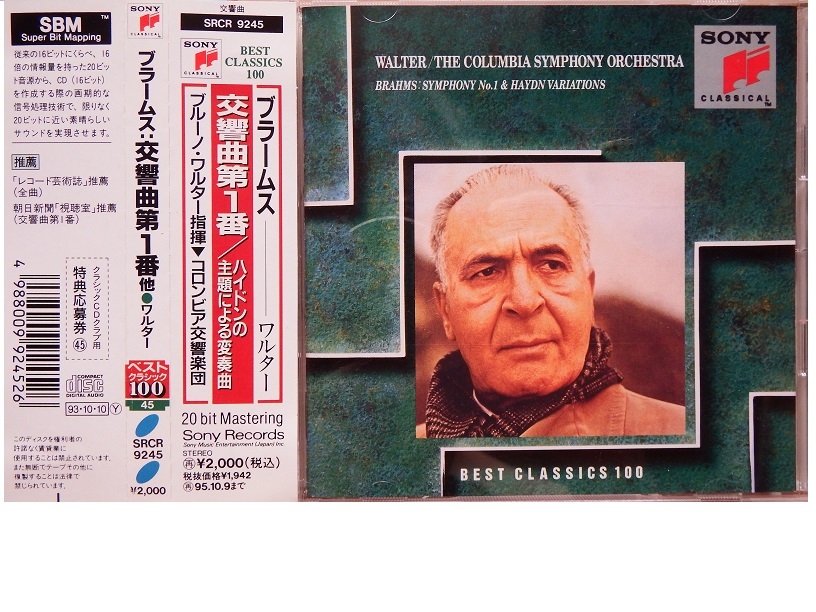 SBM™
Super Bit Mapping
従来の16ビットにくらべ、16
倍の情報量を持った20ビッ
ト音源から、CD（16ビット）
を作成する際の画期的な
信号処理技術で、限りなく
20ビットに近い素晴らしい
サウンドを実現させます。
推薦
「レコード芸術誌」推薦
（全曲）
朝日新聞「視聴室」推薦
（交響曲第1番）
クラシックCDクラブ用
特典応募券
㊺
4988009924526
COMPACT
disc
DIGITAL AUDIO
93・10・10 Ⓨ
このディスクを権利者の
許諾なく賃貸業に
使用することは禁止されています。
また無断でテープその他に
複製することは法律で
禁じられています。
SONY
CLASSICAL
ブラームス：交響曲第1番 他●ワルター
ベスト
クラシック
100
45
SRCR
9245
¥2,000
交響曲
SRCR 9245
SONY
CLASSICAL
BEST
CLASSICS
100
ブラームス──ワルター
交響曲第1番／ハイドンの
主題による変奏曲
ブルーノ・ワルター指揮▼コロンビア交響楽団
20 bit Mastering
Sony Records
Sony Music Entertainment (Japan) Inc.
STEREO
㊢¥2,000(税込)
税抜価格¥1,942
㊢95.10.9まで
WALTER/THE COLUMBIA SYMPHONY ORCHESTRA
BRAHMS: SYMPHONY No.1 & HAYDN VARIATIONS
SONY
CLASSICAL™
BEST CLASSICS 100